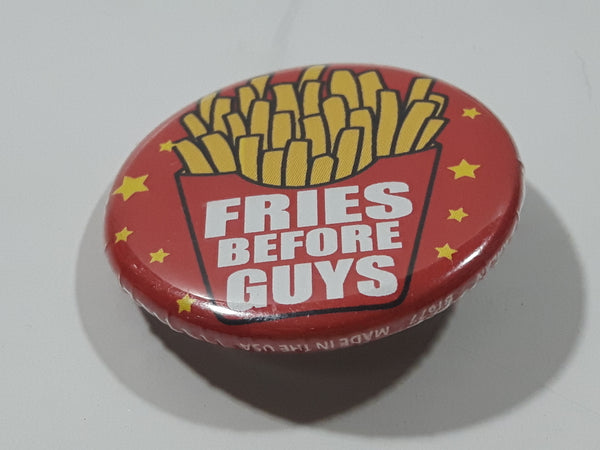 FRIES
BEFORE
GUYS
MADE IN THE USA